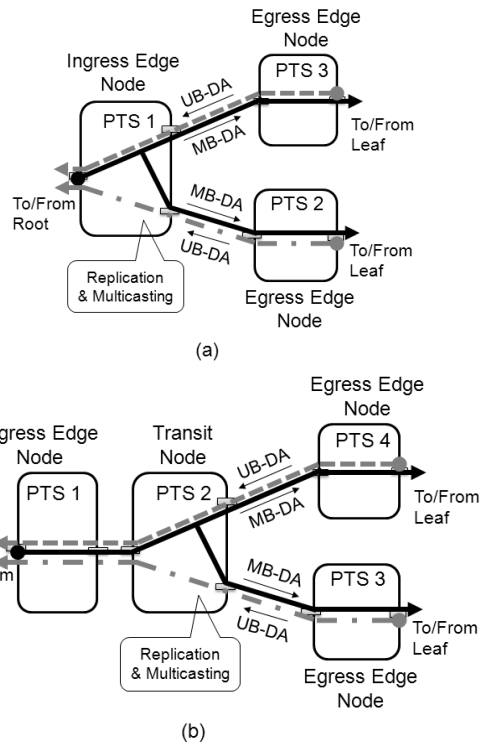 Egress Edge
Node
Ingress Edge
Node
PTS 3
PTS 1
UB-DA
MB-DA
To/From
Leaf
To/From
Root
MB-DA
PTS 2
UB-DA
To/From
Leaf
Replication
& Multicasting
Egress Edge
Node
(a)
Egress Edge
Node
gress Edge
Node
Transit
Node
PTS 4
PTS 1
PTS 2
UB-DA
MB-DA
To/From
Leaf
m
MB-DA
PTS 3
UB-DA
To/From
Leaf
Replication
& Multicasting
Egress Edge
Node
(b)